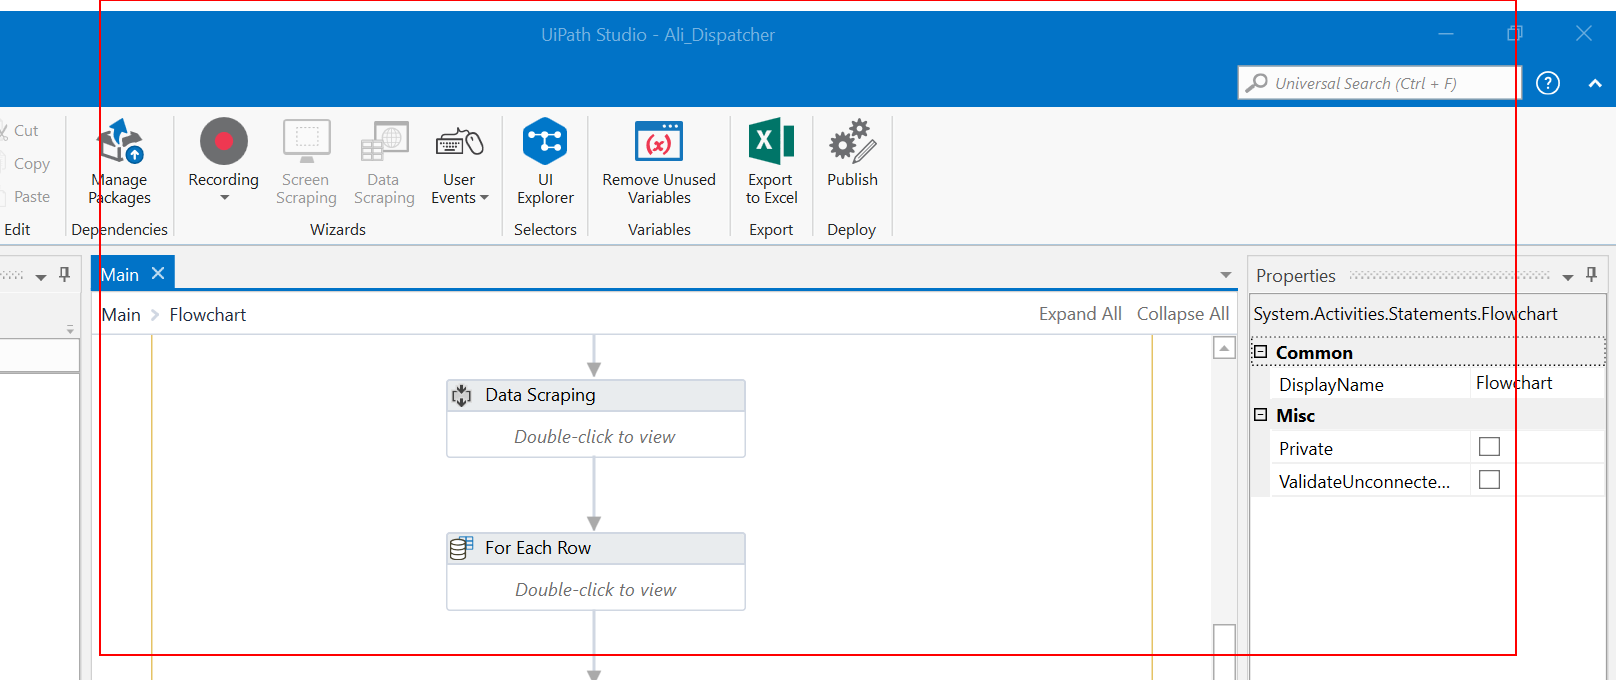 UiPath Studio - Ali_Dispatcher
Universal Search (Ctrl + F)
Cut
Copy
Paste
Edit
Manage
Packages
Dependencies
Recording
Screen
Scraping
Data
Scraping
User
Events
Wizards
UI
Explorer
Selectors
Remove Unused
Variables
Variables
Export
to Excel
Export
Publish
Deploy
Main
Main > Flowchart
Expand All Collapse All
Data Scraping
Double-click to view
For Each Row
Double-click to view
Properties
System.Activities.Statements.Flowchart
Common
DisplayName Flowchart
Misc
Private
ValidateUnconnecte...